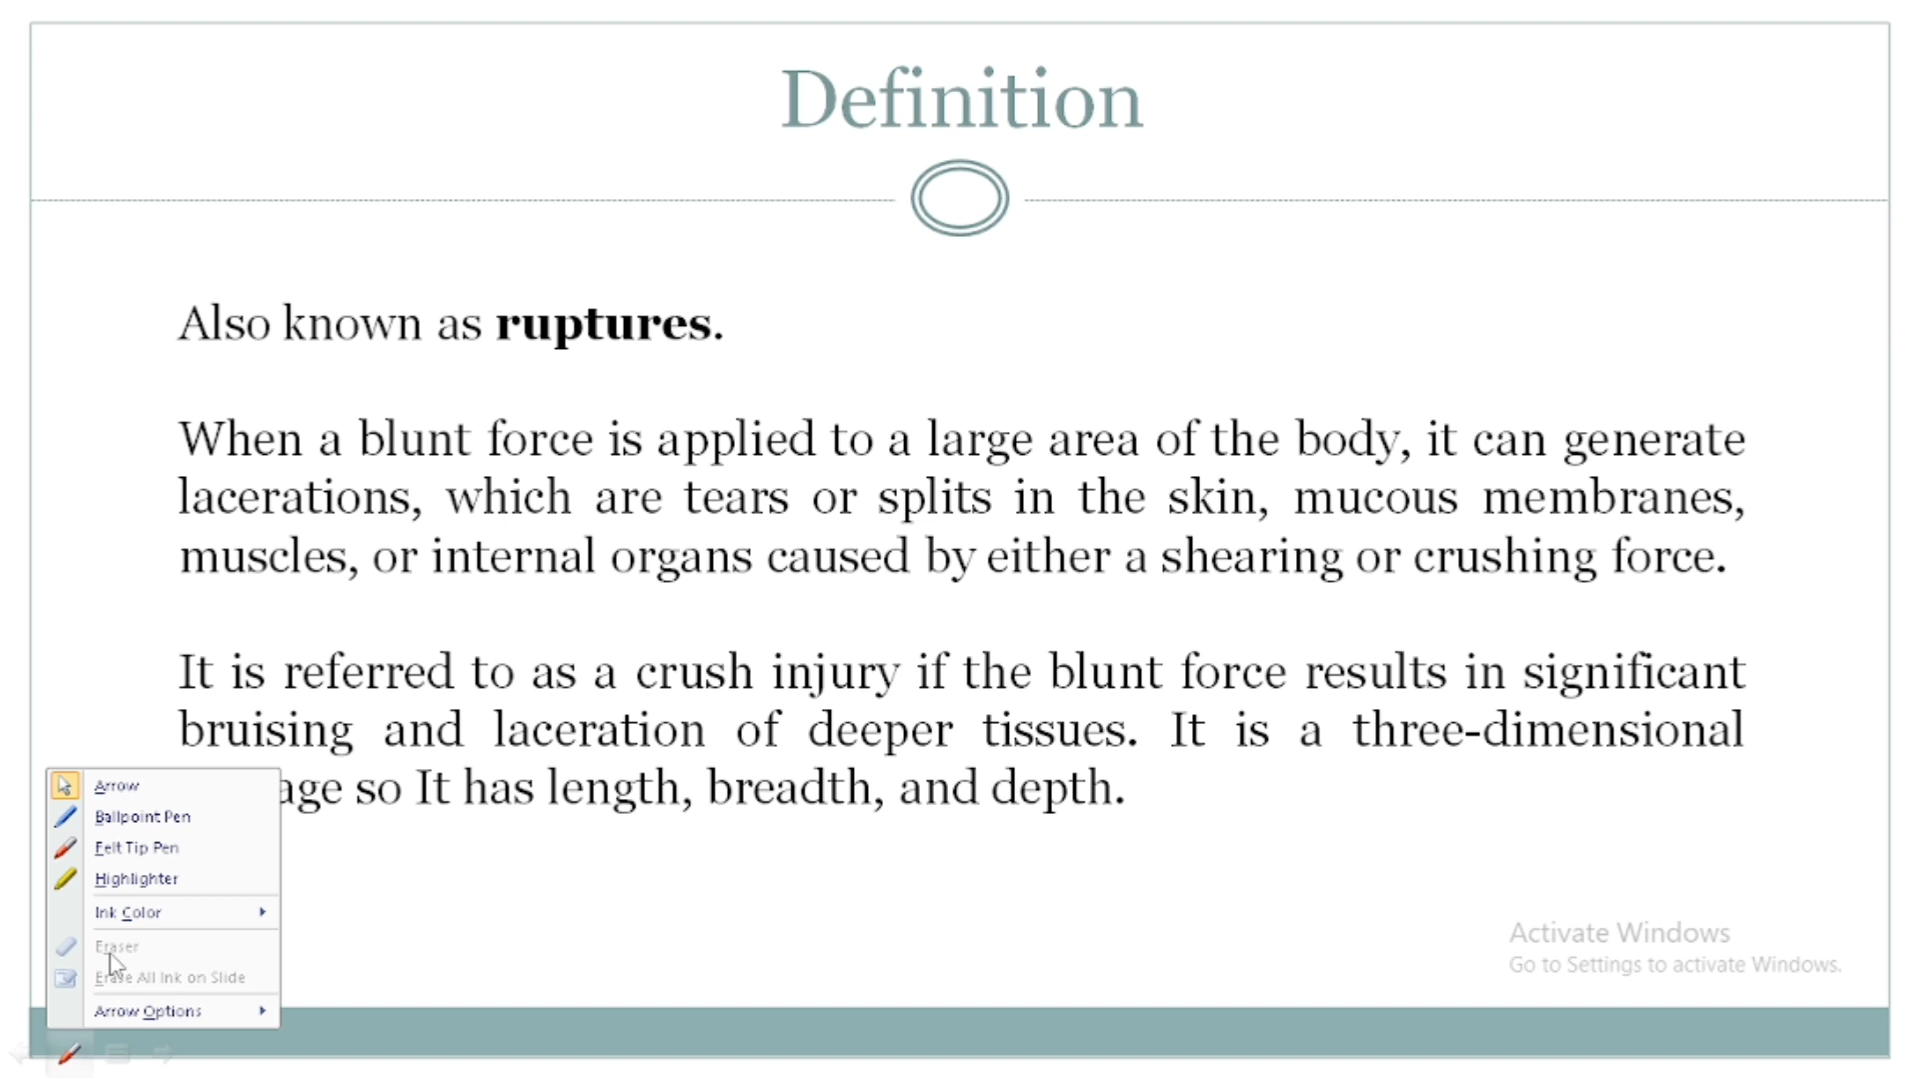 Definition
Also known as ruptures.
When a blunt force is applied to a large area of the body, it can generate
lacerations, which are tears or splits in the skin, mucous membranes,
muscles, or internal organs caused by either a shearing or crushing force.
It is referred to as a crush injury if the blunt force results in significant
bruising and laceration of deeper tissues. It is a three-dimensional
so It has length, breadth, and depth.
Arrow
Ballpoint Pen
Felt Tip Pen
Highlighter
Ink Color
Eraser
Erase All Ink on Slide
Arrow Options
Activate Windows
Go to Settings to activate Windows.